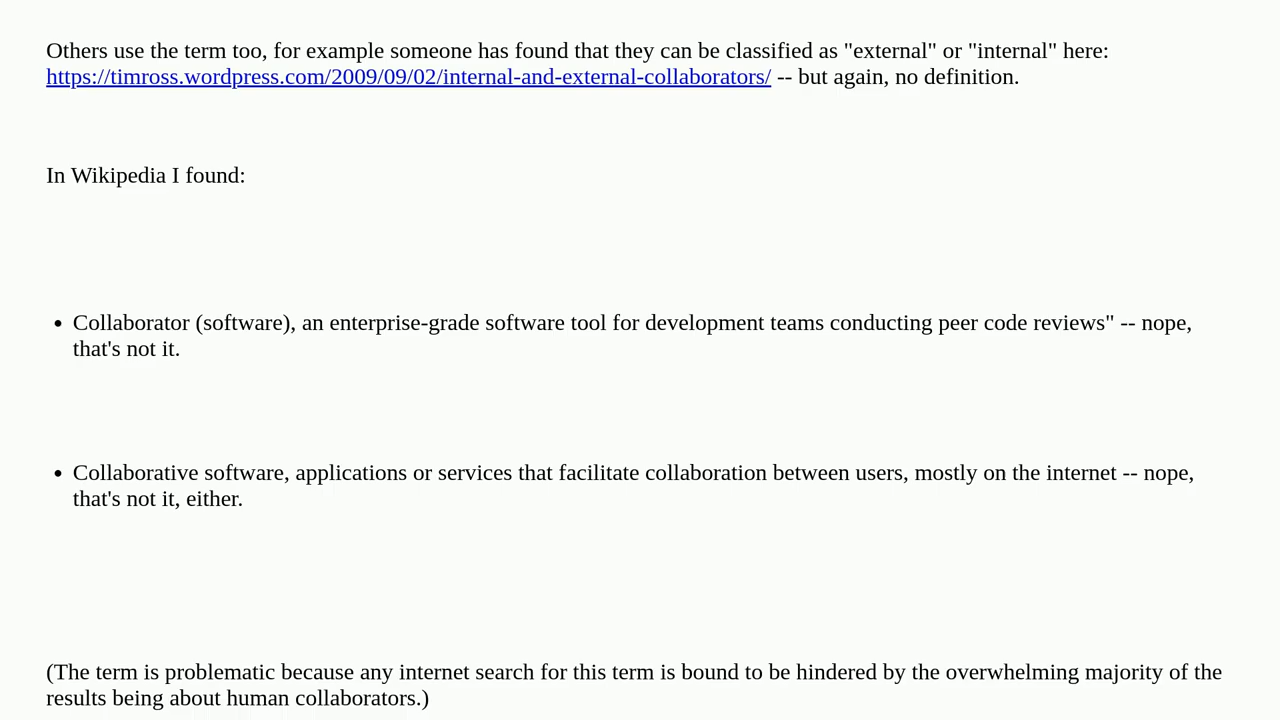 Others use the term too, for example someone has found that they can be classified as "external" or "internal" here:
https://timross.wordpress.com/2009/09/02/internal-and-external-collaborators/ -- but again, no definition.
In Wikipedia I found:
• Collaborator (software), an enterprise-grade software tool for development teams conducting peer code reviews" -- nope,
that's not it.
• Collaborative software, applications or services that facilitate collaboration between users, mostly on the internet -- nope,
that's not it, either.
(The term is problematic because any internet search for this term is bound to be hindered by the overwhelming majority of the
results being about human collaborators.)